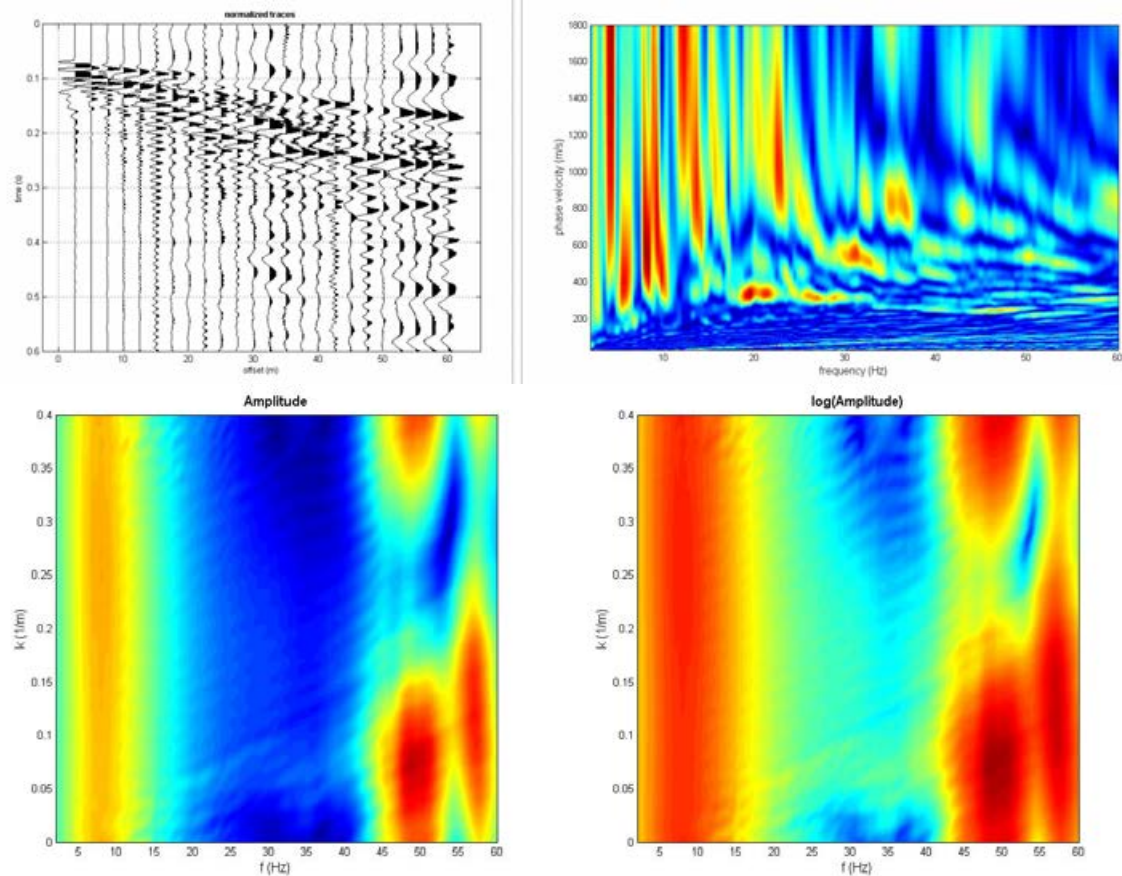 normalized traces
0
0.1
0.2
0.3
0.4
0.5
0.6
time (s)
0 10 20 30 40 50 60
offset (m)
1800
1600
1400
1200
1000
800
600
400
200
phase velocity (m/s)
10 20 30 40 50 60
frequency (Hz)
Amplitude
0.4
0.35
0.3
0.25
0.2
0.15
0.1
0.05
0
k (1/m)
5 10 15 20 25 30 35 40 45 50 55 60
f (Hz)
log(Amplitude)
0.4
0.35
0.3
0.25
0.2
0.15
0.1
0.05
0
k (1/m)
5 10 15 20 25 30 35 40 45 50 55 60
f (Hz)